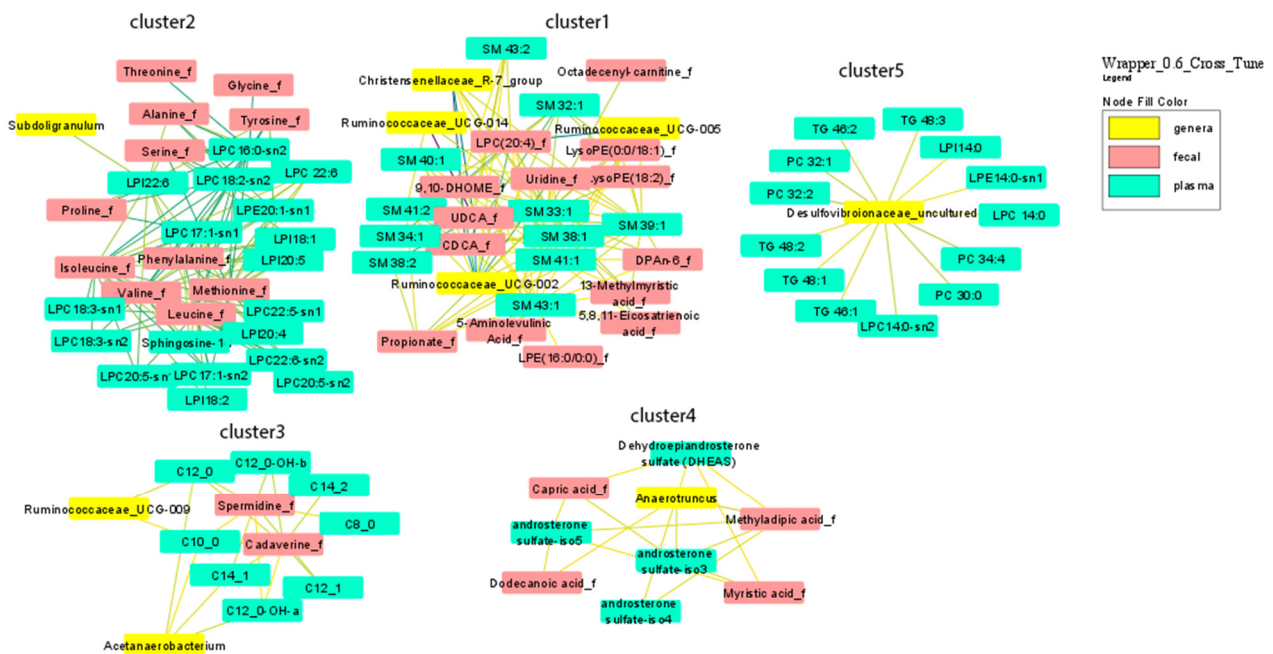 cluster2
Threonine_f
Glycine_f
Alanine_f
Tyrosine_f
Subdoligranulum
Serine_f
LPC16:0-sn2
LPC18:2-sn2
LPC 22:6
LPI22:6
Proline_f
LPE20:1-sn1
LPC17:1-sn1
LPI18:1
Phenylalanine_f
LPI20:5
Isoleucine_f
Valine_f
Methionine_f
LPC18:3-sn1
Leucine_f
LPC22:5-sn1
LPC18:3-sn2
Sphingosine-1
LPI20:4
LPC22:6-sn2
LPC20:5-sn
LPC17:1-sn2
LPC20:5-sn2
LPI18:2
cluster1
SM 43:2
Christensenellaceae_R-7_group
Octadecenyl-carnitine_f
SM 32:1
Ruminococcaceae_UCG-014
Ruminococcaceae_UCG-005
LPC(20:4)_f
LysoPE(0:0/18:1)_f
SM 40:1
Uridine_f
LysoPE(18:2)_f
9,10-DHOME_f
SM 41:2
UDCA_f
SM 33:1
SM 39:1
SM 34:1
CDCA_f
SM 38:1
SM 38:2
SM 41:1
DPAn-6_f
Ruminococcaceae_UCG-002
13-Methylmyristic
acid_f
SM 43:1
Propionate_f
5-Aminolevulinic
Acid_f
5,8,11-Eicosatrienoic
acid_f
LPE(16:0/0:0)_f
cluster5
TG 46:2
TG 48:3
PC 32:1
LPI14:0
PC 32:2
LPE14:0-sn1
Desulfovibroionaceae_uncultured
LPC 14:0
TG 48:2
PC 34:4
TG 48:1
PC 30:0
TG 46:1
LPC14:0-sn2
Wrapper_0.6_Cross_Tune
Legend
Node Fill Color
genera
fecal
plasma
cluster3
C12_0
C12_0-OH-b
C14_2
Ruminococcaceae_UCG-009
Spermidine_f
C8_0
C10_0
Cadaverine_f
C14_1
C12_1
C12_0-OH-a
Acetanaerobacterium
cluster4
Dehydroepiandrosterone
sulfate (DHEAS)
Capric acid_f
Anaerotruncus
Methyladipic acid_f
androsterone
sulfate-iso5
androsterone
sulfate-iso3
Dodecanoic acid_f
Myristic acid_f
androsterone
sulfate-iso4